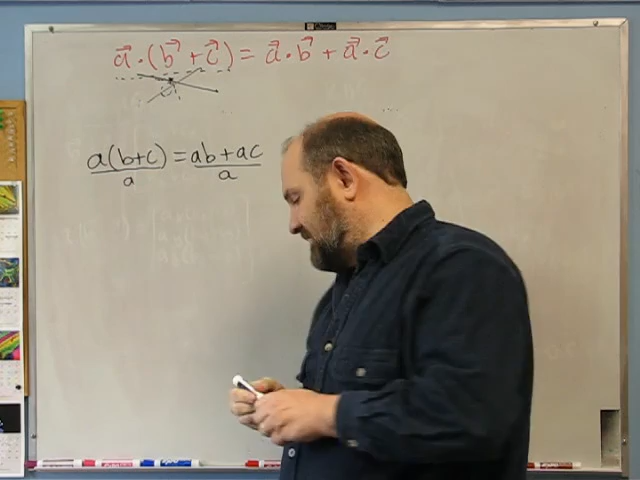 a⃗ · (b⃗ + c⃗) = a⃗ · b⃗ + a⃗ · c⃗
a(b+c) = ab+ac
a a